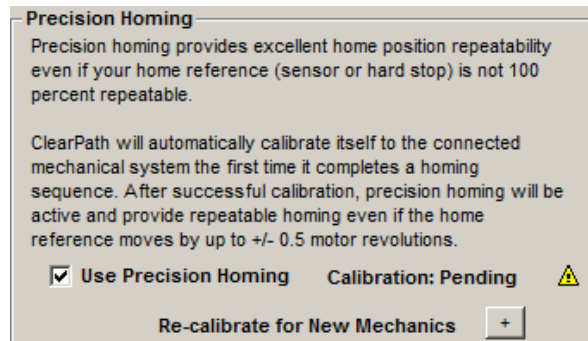 Precision Homing
Precision homing provides excellent home position repeatability
even if your home reference (sensor or hard stop) is not 100
percent repeatable.
ClearPath will automatically calibrate itself to the connected
mechanical system the first time it completes a homing
sequence. After successful calibration, precision homing will be
active and provide repeatable homing even if the home
reference moves by up to +/- 0.5 motor revolutions.
Use Precision Homing Calibration: Pending
Re-calibrate for New Mechanics +